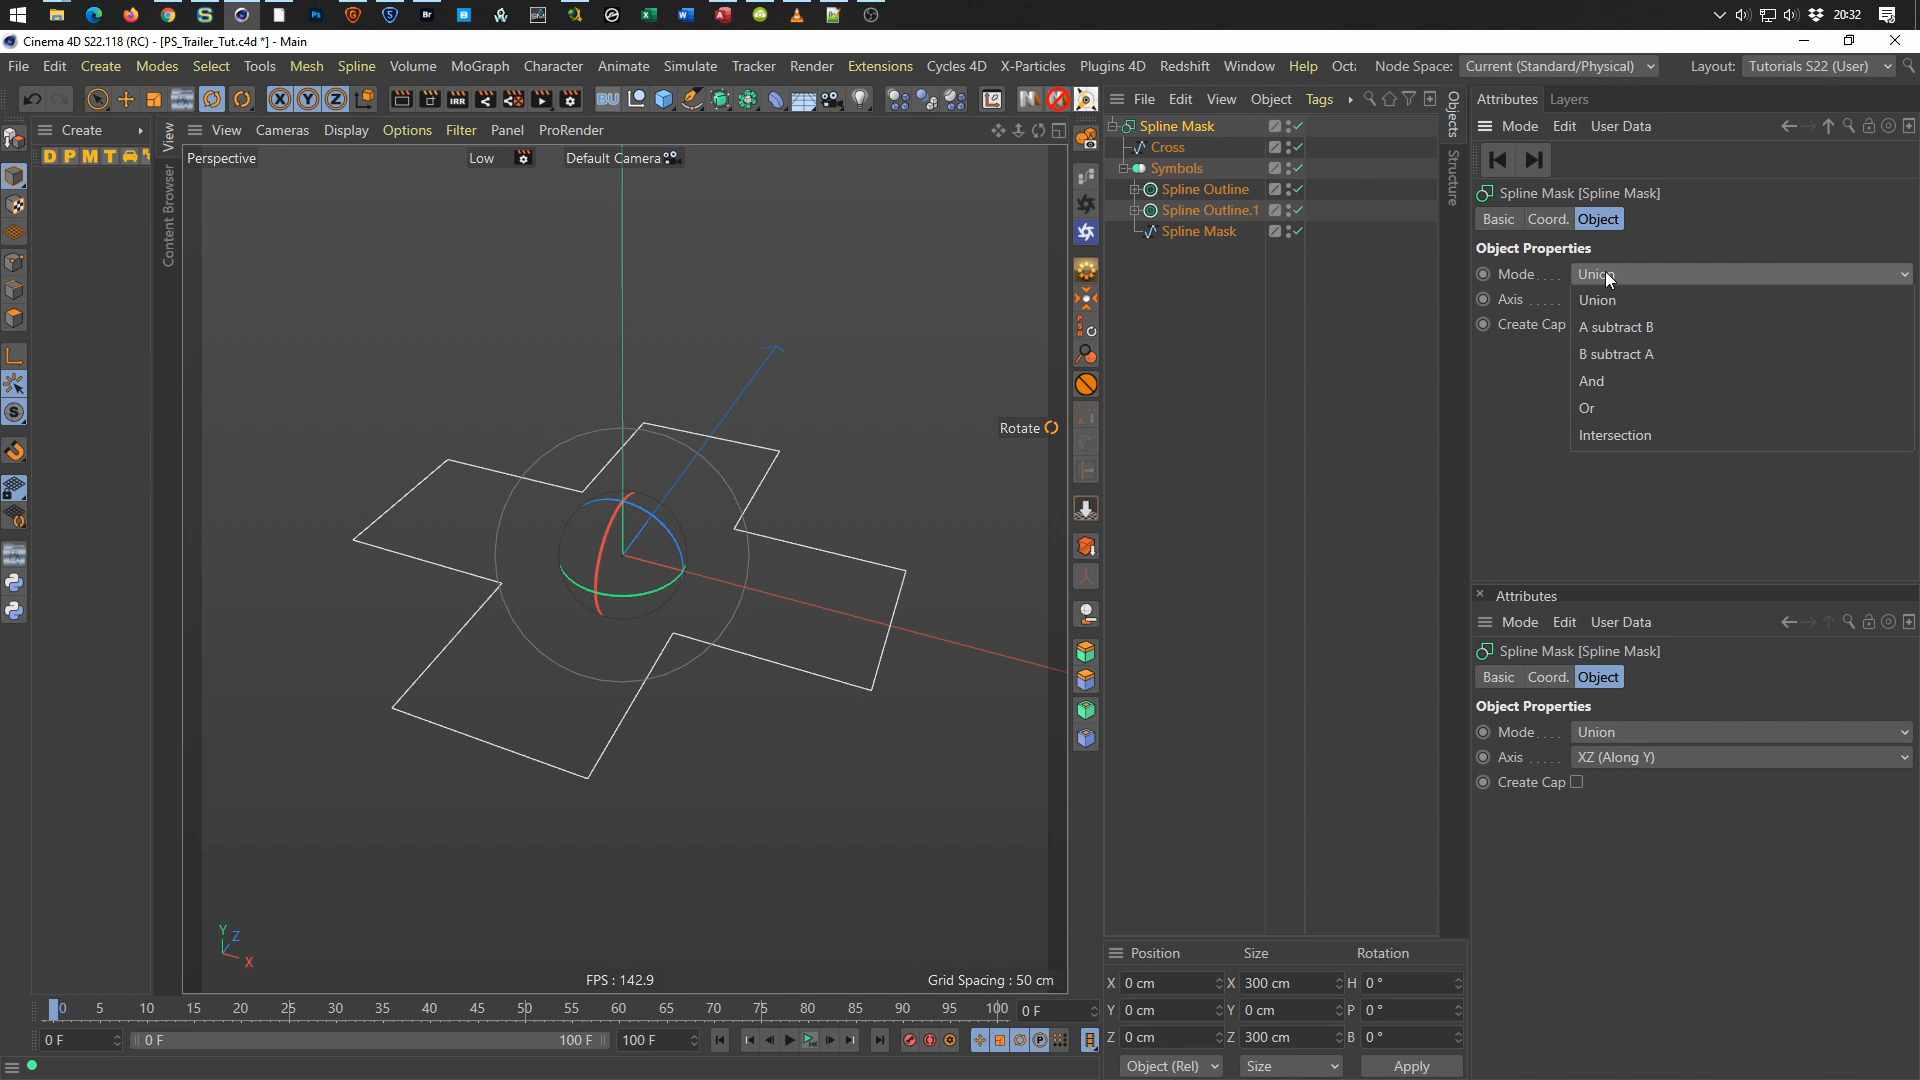 20:32
Cinema 4D S22.118 (RC) - [PS_Trailer_Tut.c4d *] - Main
File Edit Create Modes Select Tools Mesh Spline Volume MoGraph Character Animate Simulate Tracker Render Extensions Cycles 4D X-Particles Plugins 4D Redshift Window Help Octa Node Space: Current (Standard/Physical) Layout: Tutorials S22 (User)
File Edit View Object Tags
Attributes Layers
Create
View Cameras Display Options Filter Panel ProRender
Mode Edit User Data
Perspective Low Default Camera
View
Content Browser
Objects
Structure
Spline Mask
Cross
Symbols
Spline Outline
Spline Outline.1
Spline Mask
Spline Mask [Spline Mask]
Basic Coord. Object
Object Properties
Mode Union
Axis
Create Cap
Union
A subtract B
B subtract A
And
Or
Intersection
Rotate
Attributes
Mode Edit User Data
Spline Mask [Spline Mask]
Basic Coord. Object
Object Properties
Mode Union
Axis XZ (Along Y)
Create Cap
Y
Z
X
FPS : 142.9
Grid Spacing : 50 cm
Position Size Rotation
X 0 cm X 300 cm H 0 °
Y 0 cm Y 0 cm P 0 °
Z 0 cm Z 300 cm B 0 °
Object (Rel) Size Apply
0 5 10 15 20 25 30 35 40 45 50 55 60 65 70 75 80 85 90 95 100 0 F
0 F 0 F 100 F 100 F